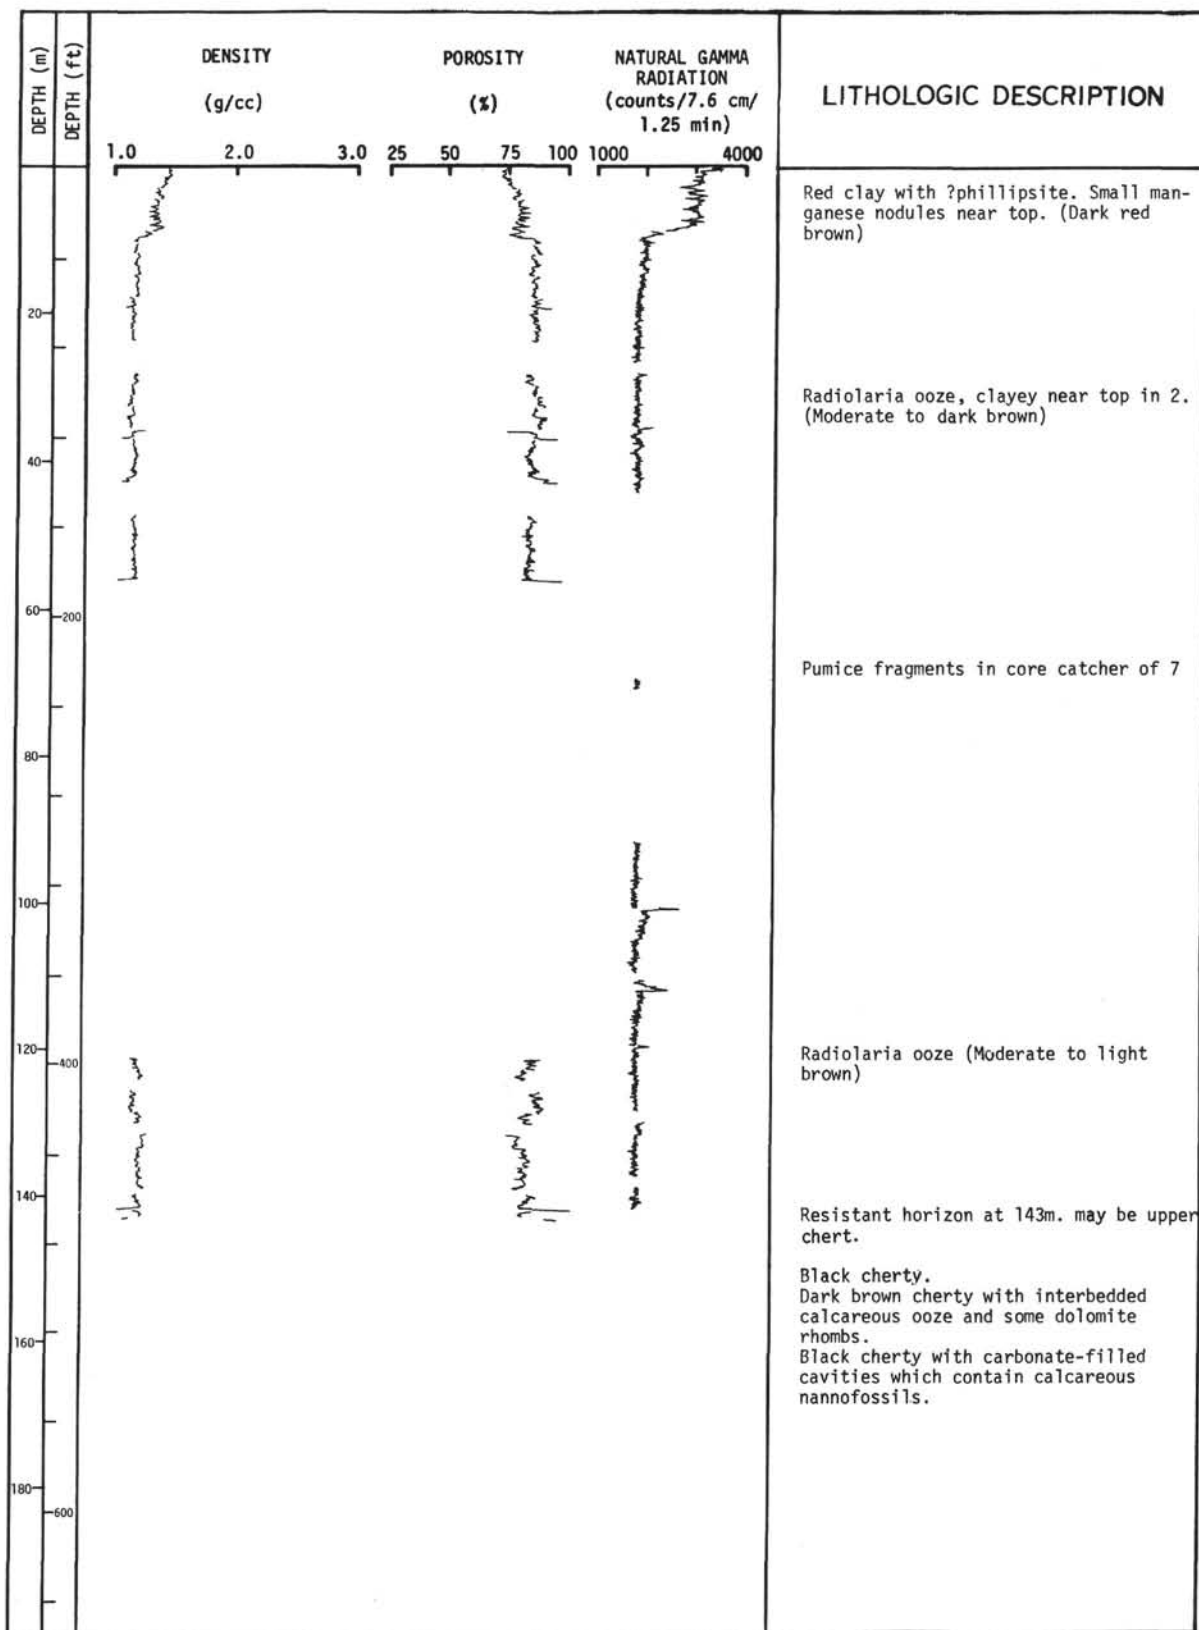 DEPTH (m)
DEPTH (ft)
DENSITY
(g/cc)
1.0 2.0 3.0
POROSITY
(%)
25 50 75 100
NATURAL GAMMA
RADIATION
(counts/7.6 cm/
1.25 min)
1000 4000
LITHOLOGIC DESCRIPTION
Red clay with ?phillipsite. Small man-
ganese nodules near top. (Dark red
brown)
20
Radiolaria ooze, clayey near top in 2.
(Moderate to dark brown)
40
60
200
Pumice fragments in core catcher of 7
80
100
120
400
Radiolaria ooze (Moderate to light
brown)
140
Resistant horizon at 143m. may be upper
chert.
Black cherty.
Dark brown cherty with interbedded
calcareous ooze and some dolomite
rhombs.
160
Black cherty with carbonate-filled
cavities which contain calcareous
nannofossils.
180
600